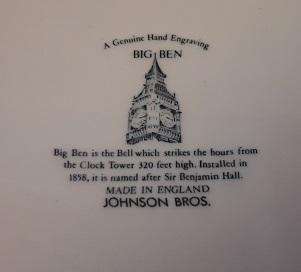 A Genuine Hand Engraving
BIG BEN
Big Ben is the Bell which strikes the hours from
the Clock Tower 320 feet high. Installed in
1858, it is named after Sir Benjamin Hall.
MADE IN ENGLAND
JOHNSON BROS.